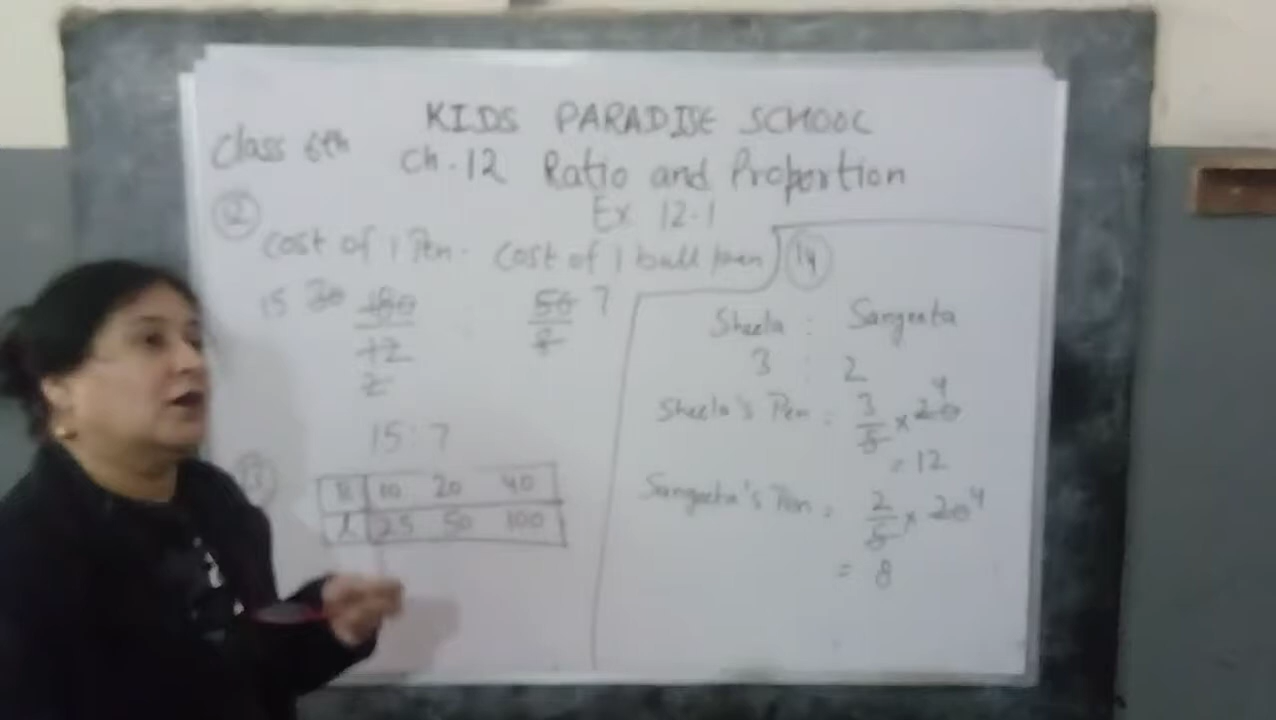 KIDS PARADISE SCHOOL
Class 6th Ch. 12 Ratio and Proportion
Ex 12.1
Cost of 1 Pen. Cost of 1 ball pen
15 30 180
12
2
56 7
8
15:7
13
B 10 20 40
L 25 50 100
14
Sheela : Sangeeta
3 : 2
Sheela's Pen = 3/5 × 20 4
= 12
Sangeeta's Pen = 2/5 × 20 4
= 8